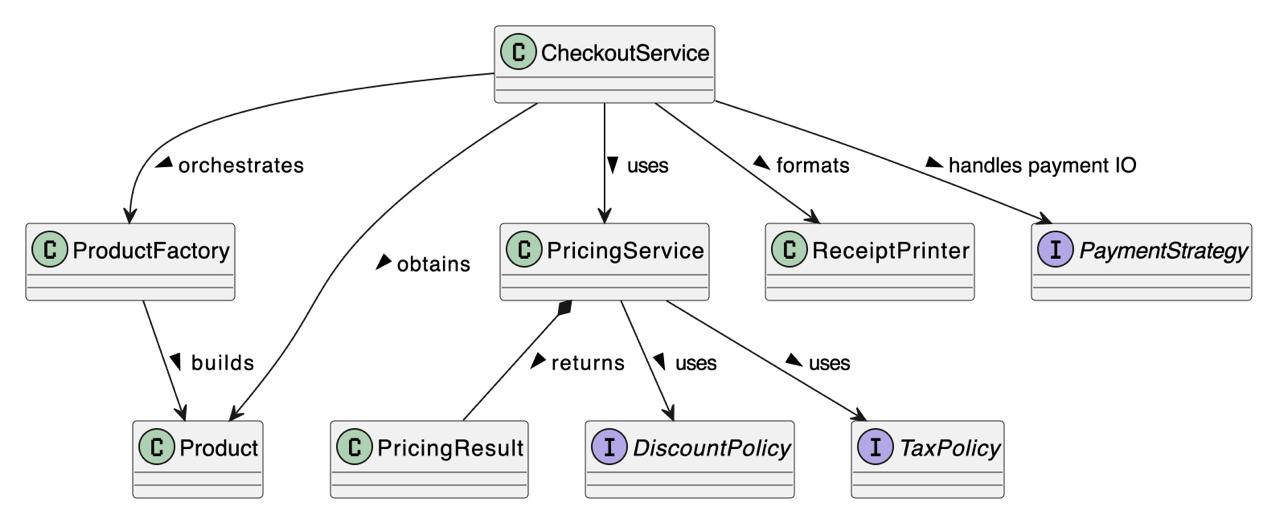 C CheckoutService
orchestrates
uses
formats
handles payment IO
C ProductFactory
obtains
C PricingService
C ReceiptPrinter
I PaymentStrategy
builds
returns
uses
uses
C Product
C PricingResult
I DiscountPolicy
I TaxPolicy